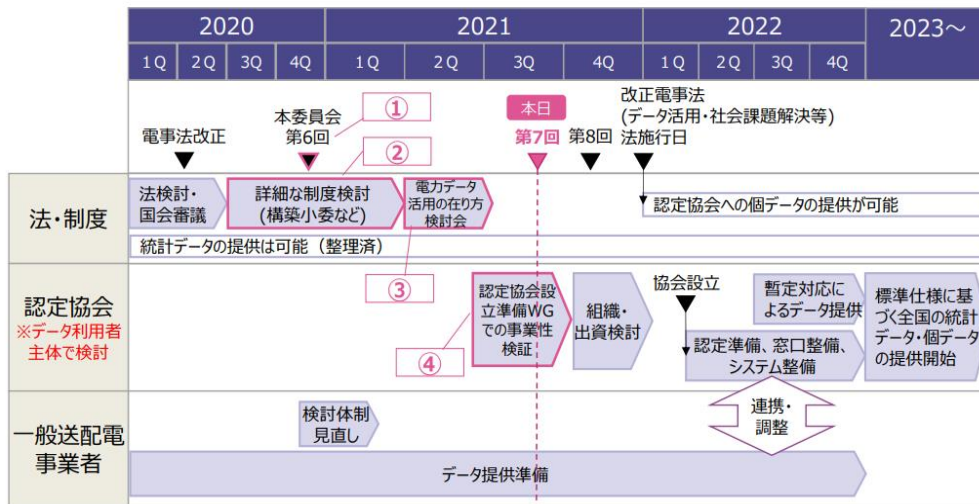 2020
2021
2022
2023～
1Q
2Q
3Q
4Q
1Q
2Q
3Q
4Q
1Q
2Q
3Q
4Q
電事法改正
本委員会
第6回
①
②
本日
第7回
第8回
改正電事法
(データ活用・社会課題解決等)
法施行日
法・制度
法検討・
国会審議
詳細な制度検討
(構築小委など)
電力データ
活用の在り方
検討会
認定協会への個データの提供が可能
統計データの提供は可能（整理済）
③
認定協会
※データ利用者
主体で検討
④
認定協会設
立準備WG
での事業性
検証
組織・
出資検討
協会設立
暫定対応に
よるデータ提供
認定準備、窓口整備、
システム整備
標準仕様に基
づく全国の統計
データ・個データ
の提供開始
一般送配電
事業者
検討体制
見直し
連携・
調整
データ提供準備